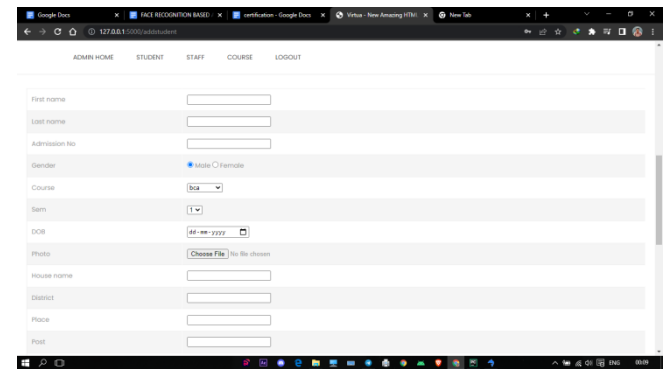 Google Docs
FACE RECOGNITION BASED
certification - Google Docs
Virtua - New Amazing HTML
New Tab
127.0.0.1:5000/addstudent
ADMIN HOME STUDENT STAFF COURSE LOGOUT
First name
Last name
Admission No
Gender Male Female
Course bca
Sem 1
DOB dd-mm-yyyy
Photo Choose File No file chosen
House name
District
Place
Post
ENG 00:09